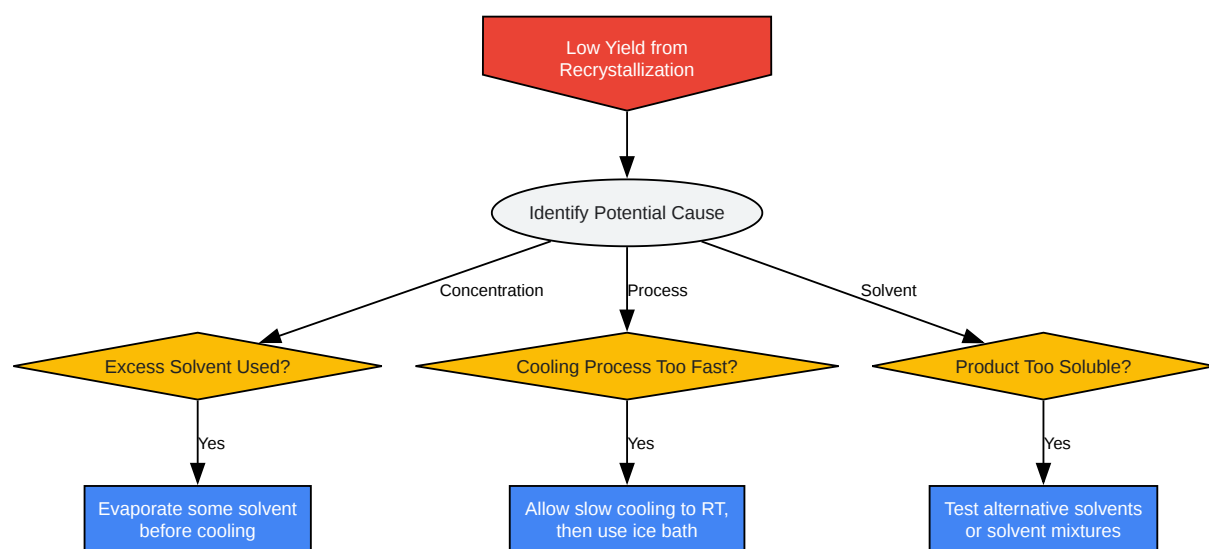 Low Yield from
Recrystallization
Identify Potential Cause
Concentration
Process
Solvent
Excess Solvent Used?
Cooling Process Too Fast?
Product Too Soluble?
Yes
Yes
Yes
Evaporate some solvent
before cooling
Allow slow cooling to RT,
then use ice bath
Test alternative solvents
or solvent mixtures